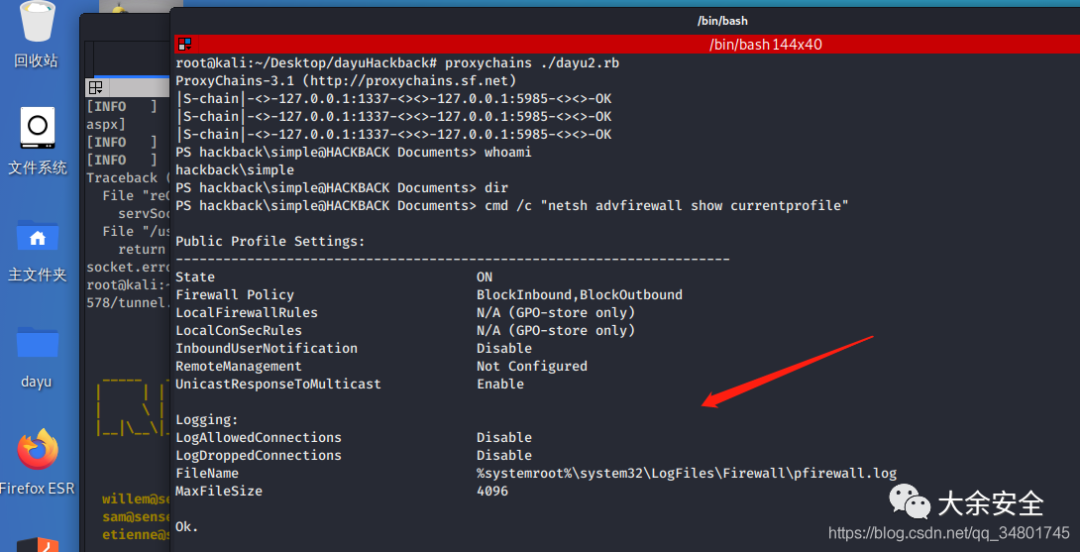 /bin/bash
/bin/bash 144x40
回收站
文件系统
主文件夹
dayu
Firefox ESR
[INFO ]
aspx]
[INFO ]
[INFO ]
Traceback (
File "reG
servSoc
File "/us
return
socket.erro
root@kali:~
578/tunnel.
willem@se
sam@sense
etienne@s
root@kali:~/Desktop/dayuHackback# proxychains ./dayu2.rb
ProxyChains-3.1 (http://proxychains.sf.net)
|S-chain|-<>-127.0.0.1:1337-<><>-127.0.0.1:5985-<><>-OK
|S-chain|-<>-127.0.0.1:1337-<><>-127.0.0.1:5985-<><>-OK
|S-chain|-<>-127.0.0.1:1337-<><>-127.0.0.1:5985-<><>-OK
PS hackback\simple@HACKBACK Documents> whoami
hackback\simple
PS hackback\simple@HACKBACK Documents> dir
PS hackback\simple@HACKBACK Documents> cmd /c "netsh advfirewall show currentprofile"
Public Profile Settings:
----------------------------------------------------------------------
State ON
Firewall Policy BlockInbound,BlockOutbound
LocalFirewallRules N/A (GPO-store only)
LocalConSecRules N/A (GPO-store only)
InboundUserNotification Disable
RemoteManagement Not Configured
UnicastResponseToMulticast Enable
Logging:
LogAllowedConnections Disable
LogDroppedConnections Disable
FileName %systemroot%\system32\LogFiles\Firewall\pfirewall.log
MaxFileSize 4096
Ok.
大余安全
https://blog.csdn.net/qq_34801745